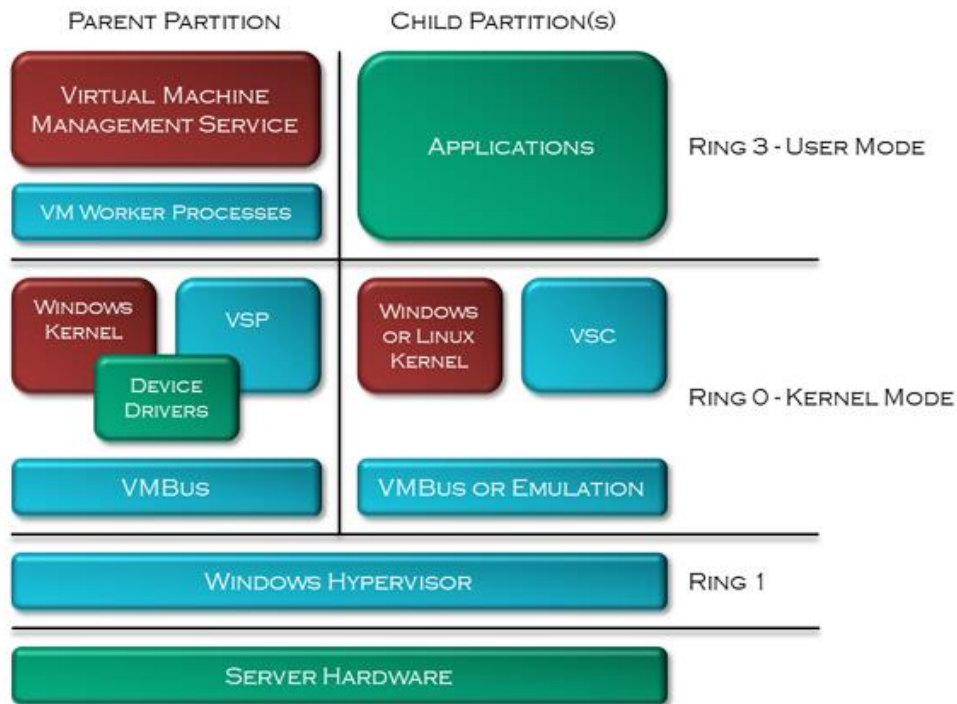 Parent Partition
Child Partition(s)
Virtual Machine
Management Service
Applications
Ring 3 - User Mode
VM Worker Processes
Windows
Kernel
VSP
Device
Drivers
Windows
or Linux
Kernel
VSC
Ring 0 - Kernel Mode
VMBus
VMBus or Emulation
Windows Hypervisor
Ring 1
Server Hardware